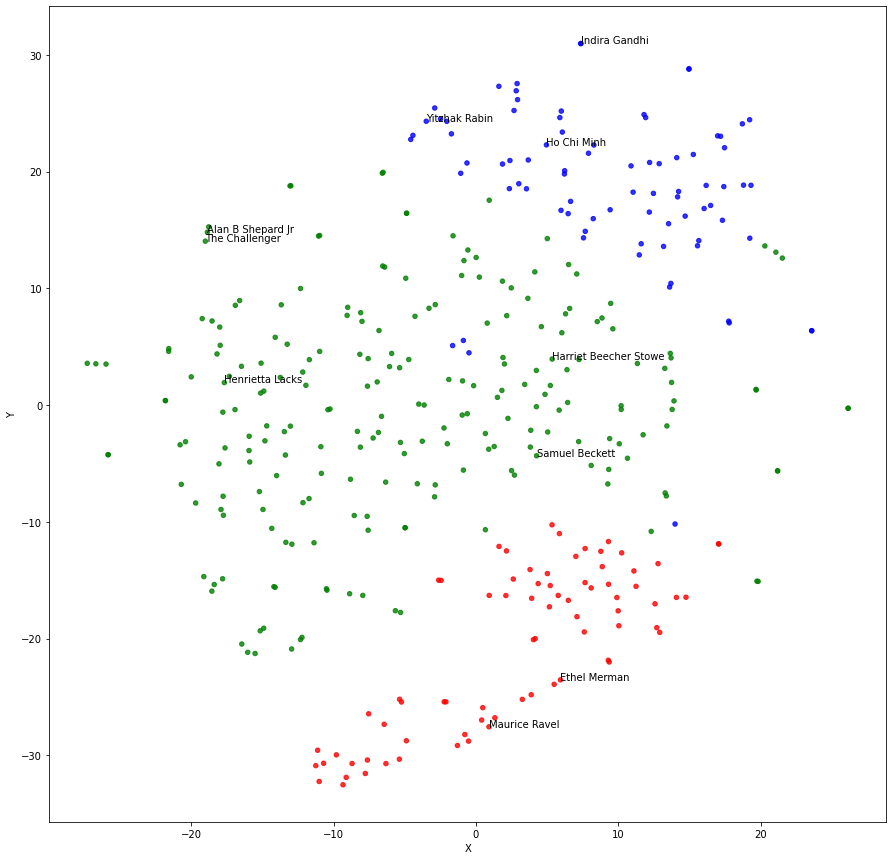 Indira Gandhi
Yitzhak Rabin
Ho Chi Minh
Alan B Shepard Jr
The Challenger
Harriet Beecher Stowe
Henrietta Lacks
Samuel Beckett
Ethel Merman
Maurice Ravel
30
20
10
0
−10
−20
−30
Y
−20
−10
0
10
20
X